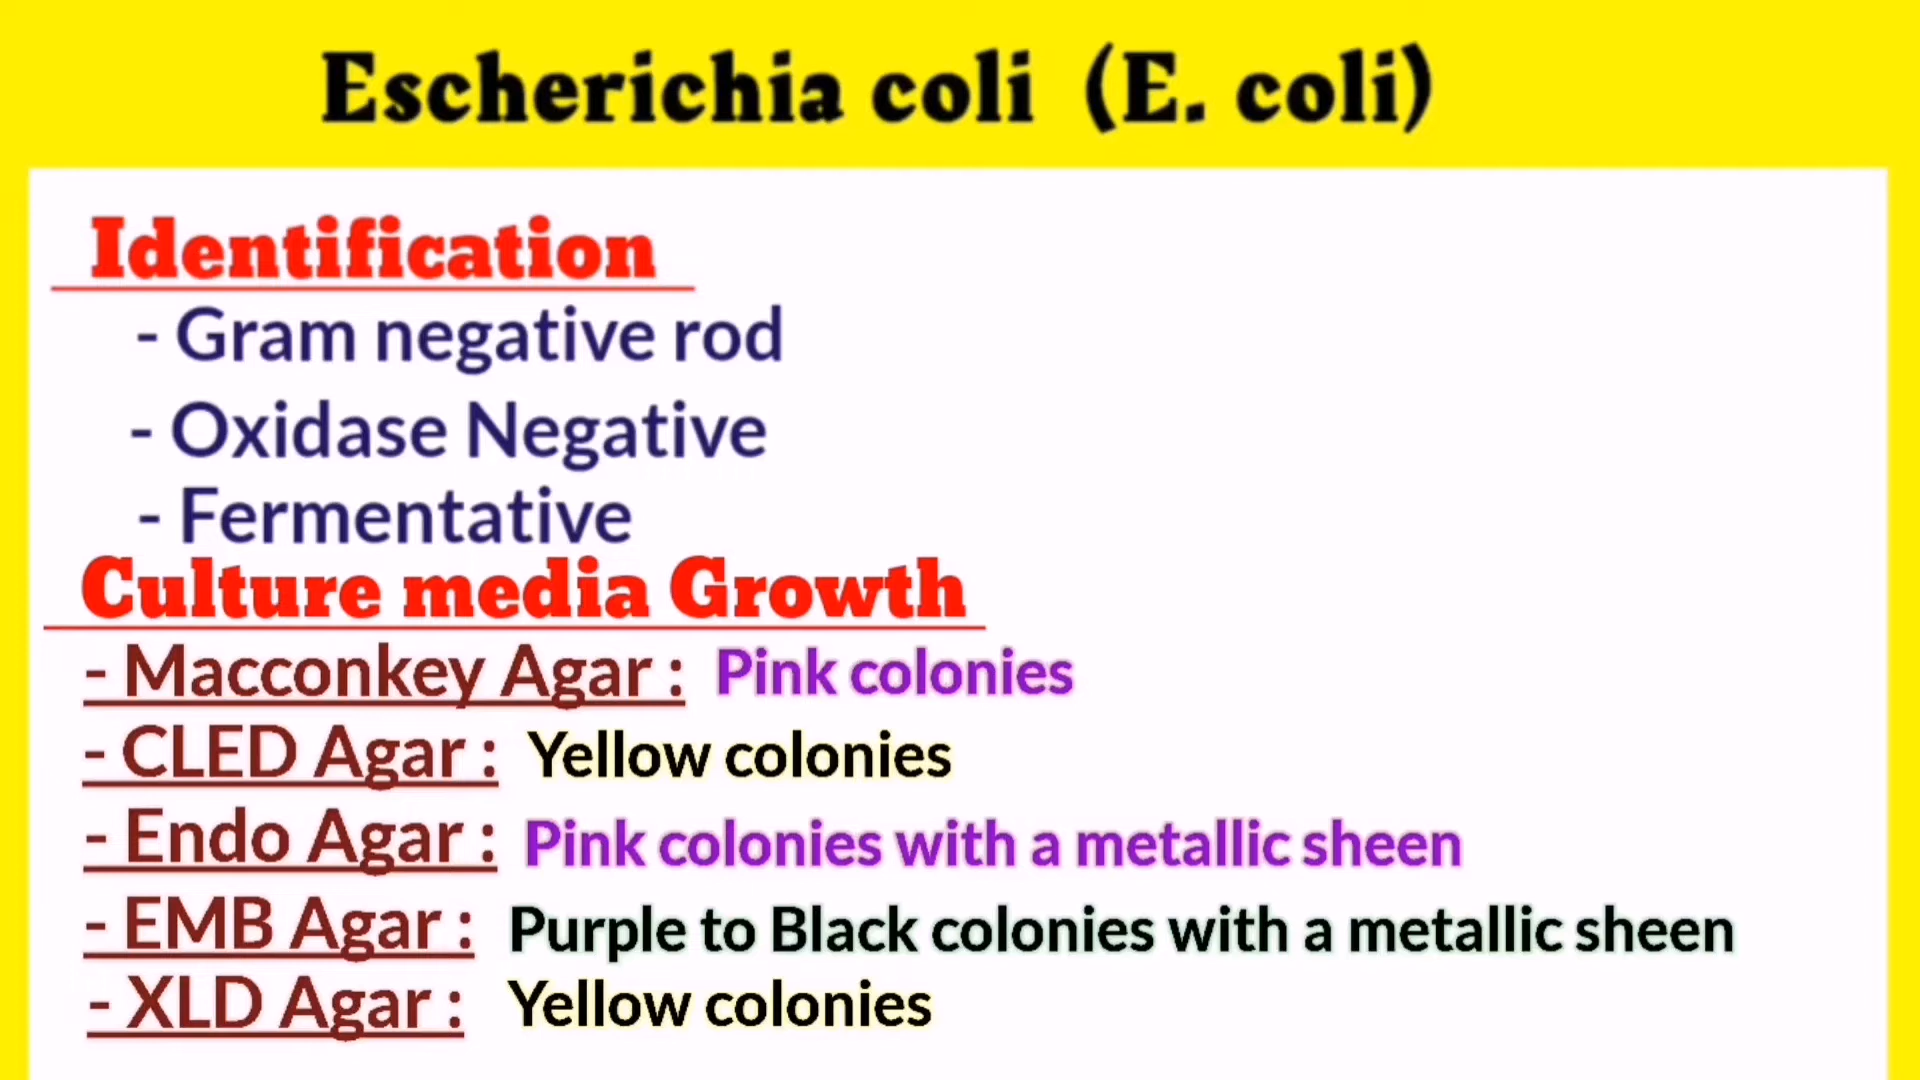 Escherichia coli (E. coli)
Identification
- Gram negative rod
- Oxidase Negative
- Fermentative
Culture media Growth
- Macconkey Agar : Pink colonies
- CLED Agar : Yellow colonies
- Endo Agar : Pink colonies with a metallic sheen
- EMB Agar : Purple to Black colonies with a metallic sheen
- XLD Agar : Yellow colonies